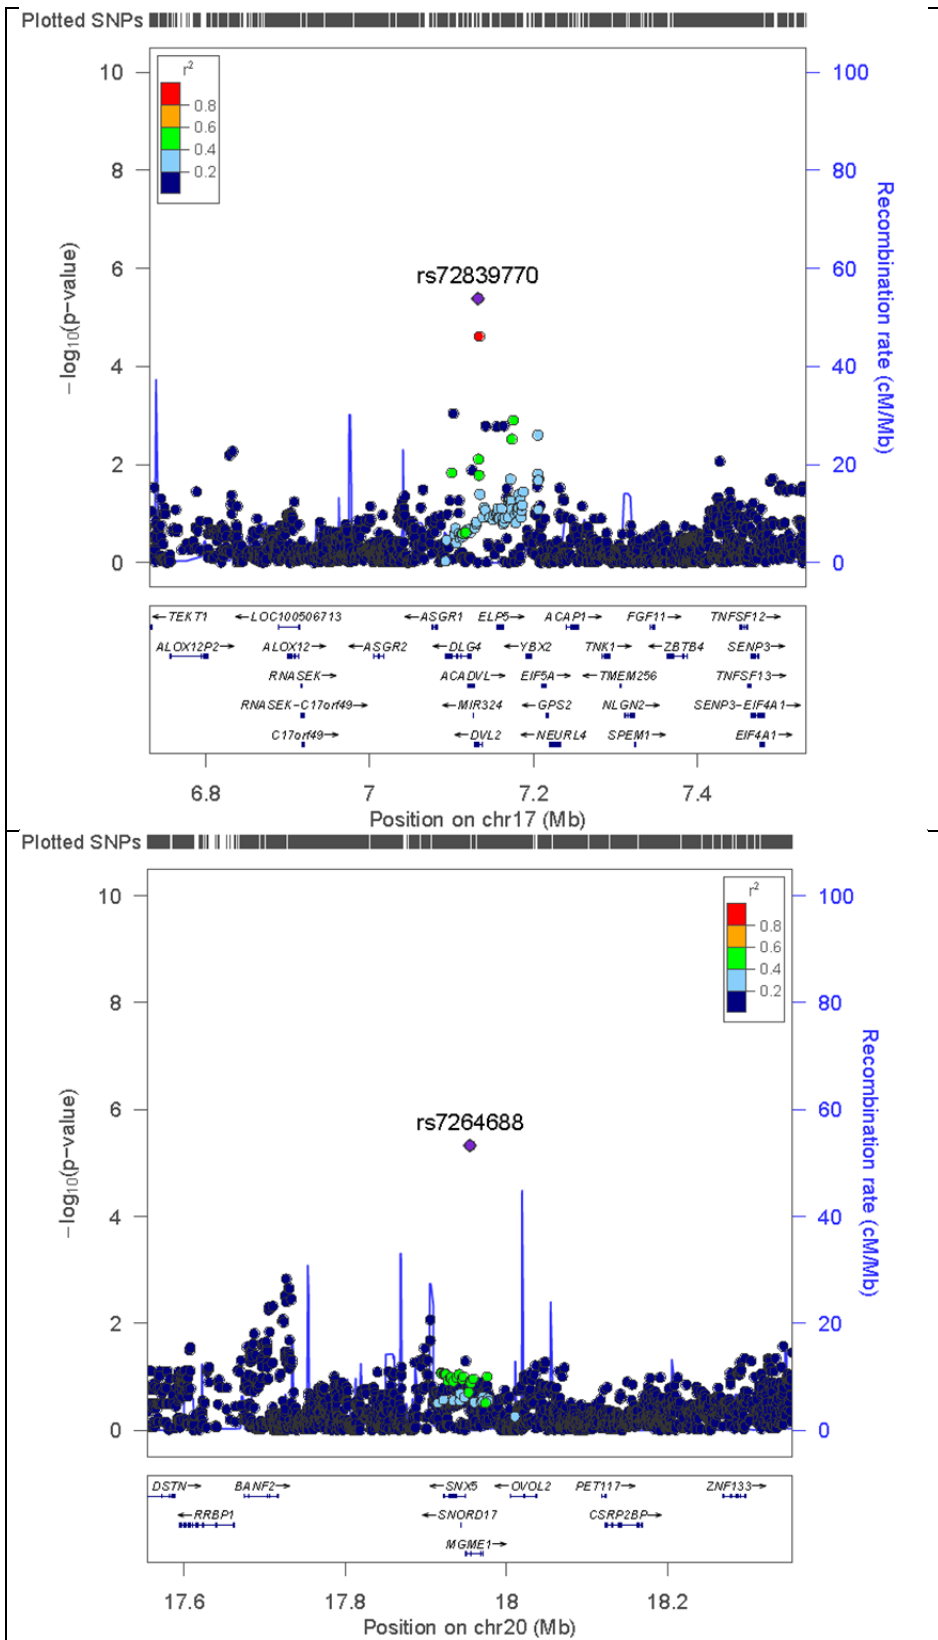 Plotted SNPs
r2
0.8
0.6
0.4
0.2
10
8
6
4
2
0
−log10(p−value)
rs72839770
100
80
60
40
20
0
Recombination rate (cM/Mb)
←TEKT1 ←LOC100506713 ←ASGR1 ELP5→ ACAP1→ FGF11→ TNFSF12→
ALOX12P2→ ALOX12→ ←ASGR2 ←DLG4 ←YBX2 TNK1→ ←ZBTB4 SENP3→
RNASEK→ ACADVL→ EIF5A→ ←TMEM256 TNFSF13→
RNASEK−C17orf49→ ←MIR324 ←GPS2 NLGN2→ SENP3−EIF4A1→
C17orf49→ ←DVL2 ←NEURL4 SPEM1→ EIF4A1→
6.8 7 7.2 7.4
Position on chr17 (Mb)
Plotted SNPs
r2
0.8
0.6
0.4
0.2
10
8
6
4
2
0
−log10(p−value)
rs7264688
100
80
60
40
20
0
Recombination rate (cM/Mb)
DSTN→ BANF2→ ←SNX5 ←OVOL2 PET117→ ZNF133→
←RRBP1 ←SNORD17 CSRP2BP→
MGME1→
17.6 17.8 18 18.2
Position on chr20 (Mb)